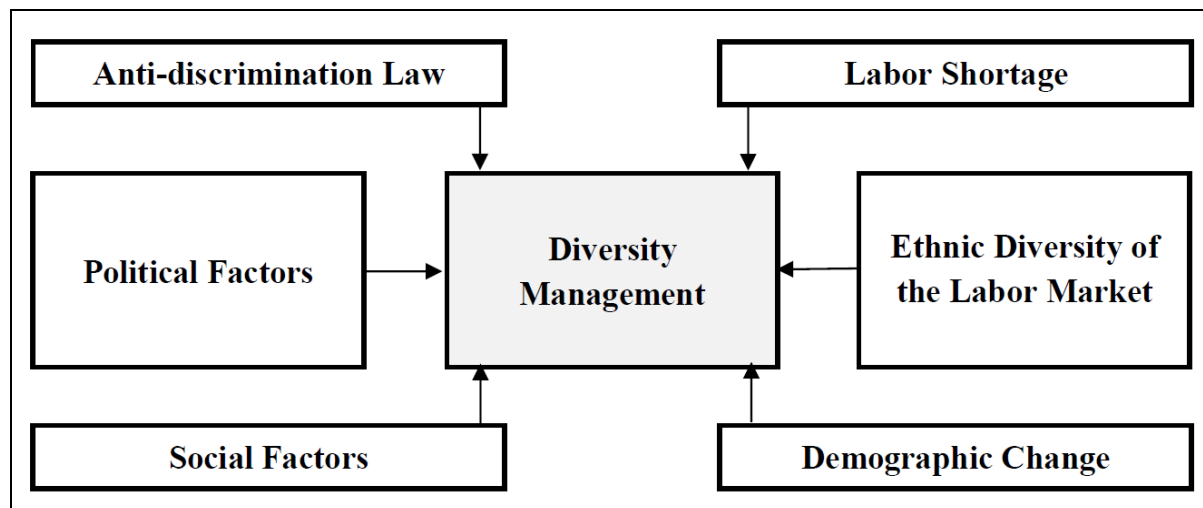 Anti-discrimination Law
Labor Shortage
Political Factors
Diversity
Management
Ethnic Diversity of
the Labor Market
Social Factors
Demographic Change